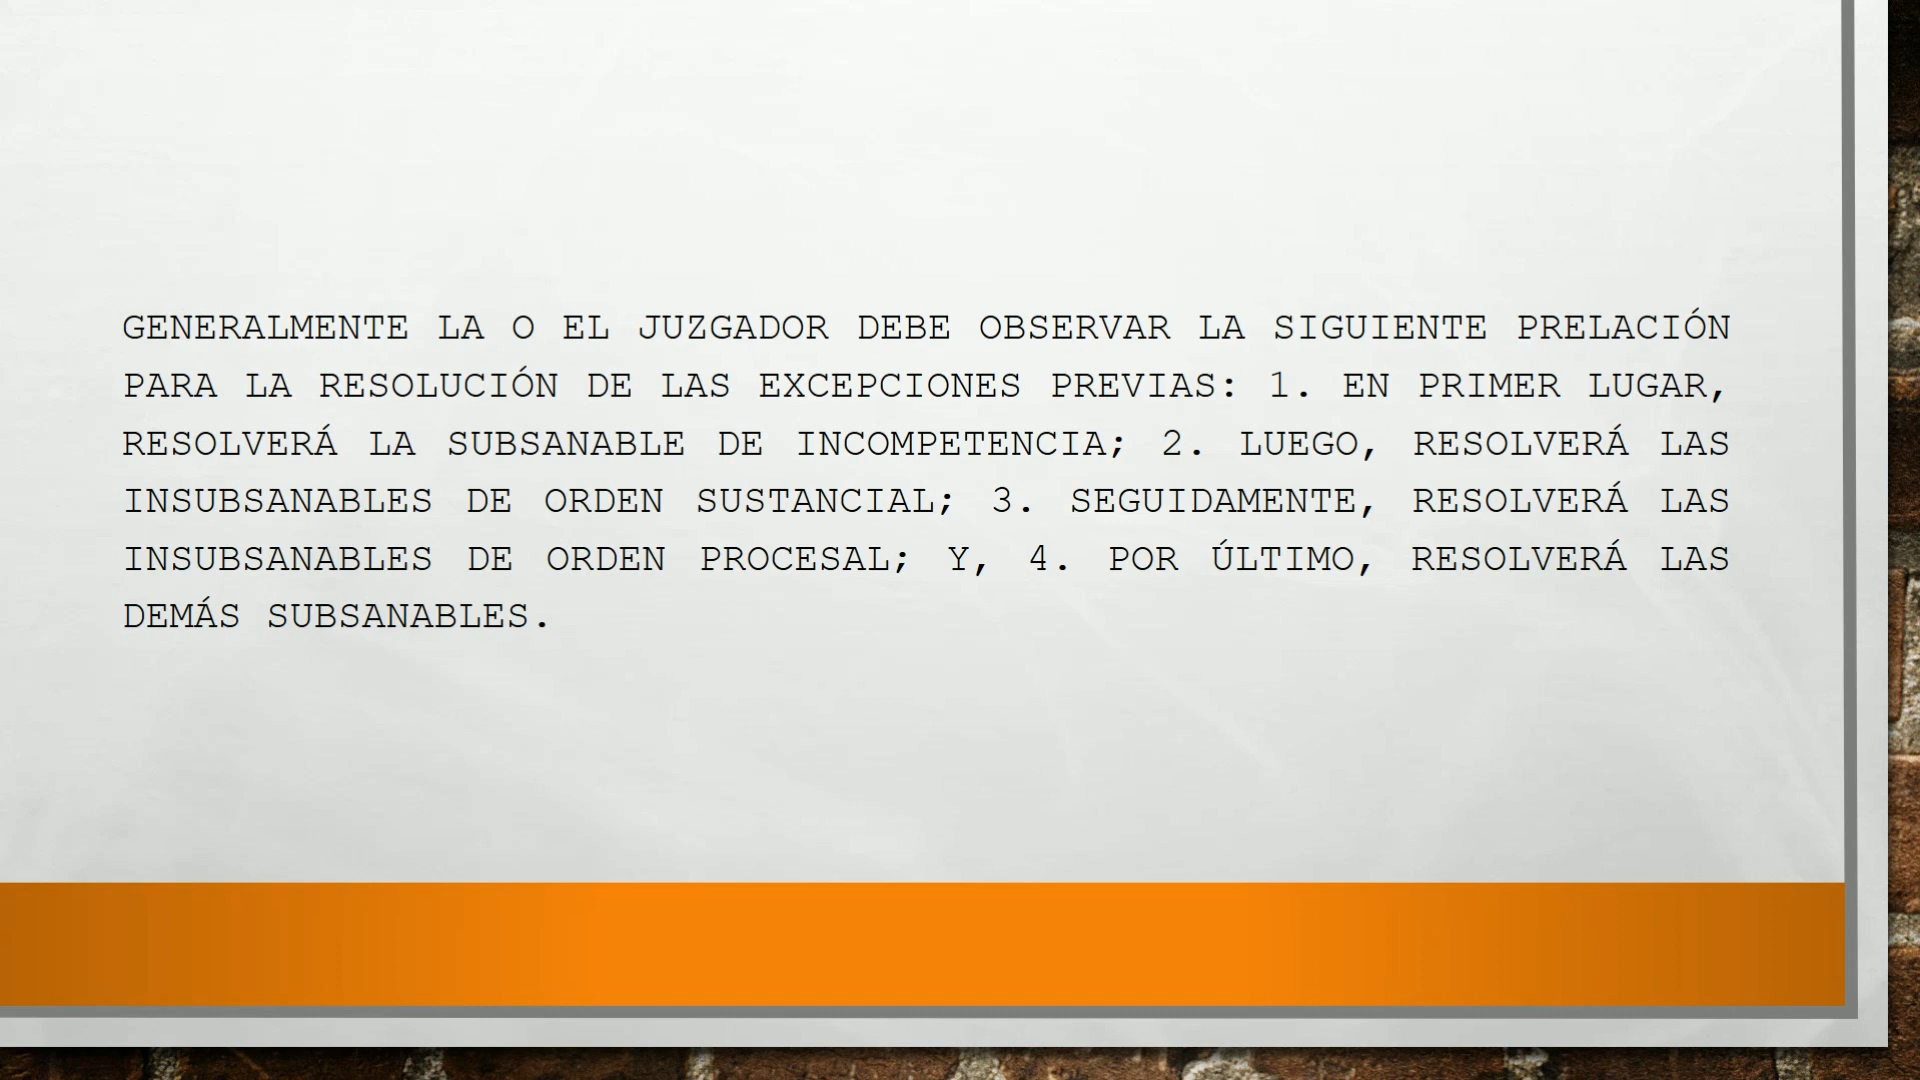 GENERALMENTE LA O EL JUZGADOR DEBE OBSERVAR LA SIGUIENTE PRELACIÓN
PARA LA RESOLUCIÓN DE LAS EXCEPCIONES PREVIAS: 1. EN PRIMER LUGAR,
RESOLVERÁ LA SUBSANABLE DE INCOMPETENCIA; 2. LUEGO, RESOLVERÁ LAS
INSUBSANABLES DE ORDEN SUSTANCIAL; 3. SEGUIDAMENTE, RESOLVERÁ LAS
INSUBSANABLES DE ORDEN PROCESAL; Y, 4. POR ÚLTIMO, RESOLVERÁ LAS
DEMÁS SUBSANABLES.